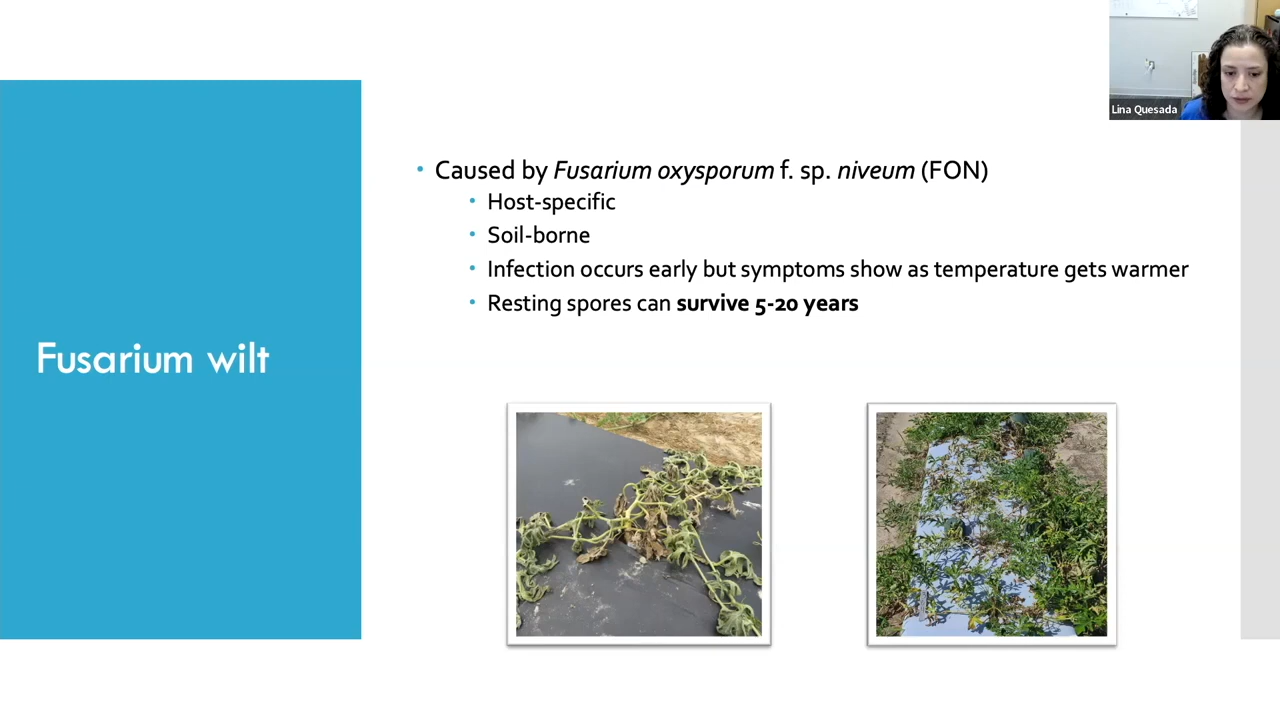 Lina Quesada
• Caused by Fusarium oxysporum f. sp. niveum (FON)
• Host-specific
• Soil-borne
• Infection occurs early but symptoms show as temperature gets warmer
• Resting spores can survive 5-20 years
Fusarium wilt